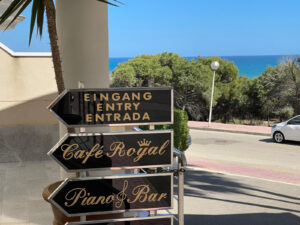 EINGANG
ENTRY
ENTRADA
Café Royal
Piano Bar